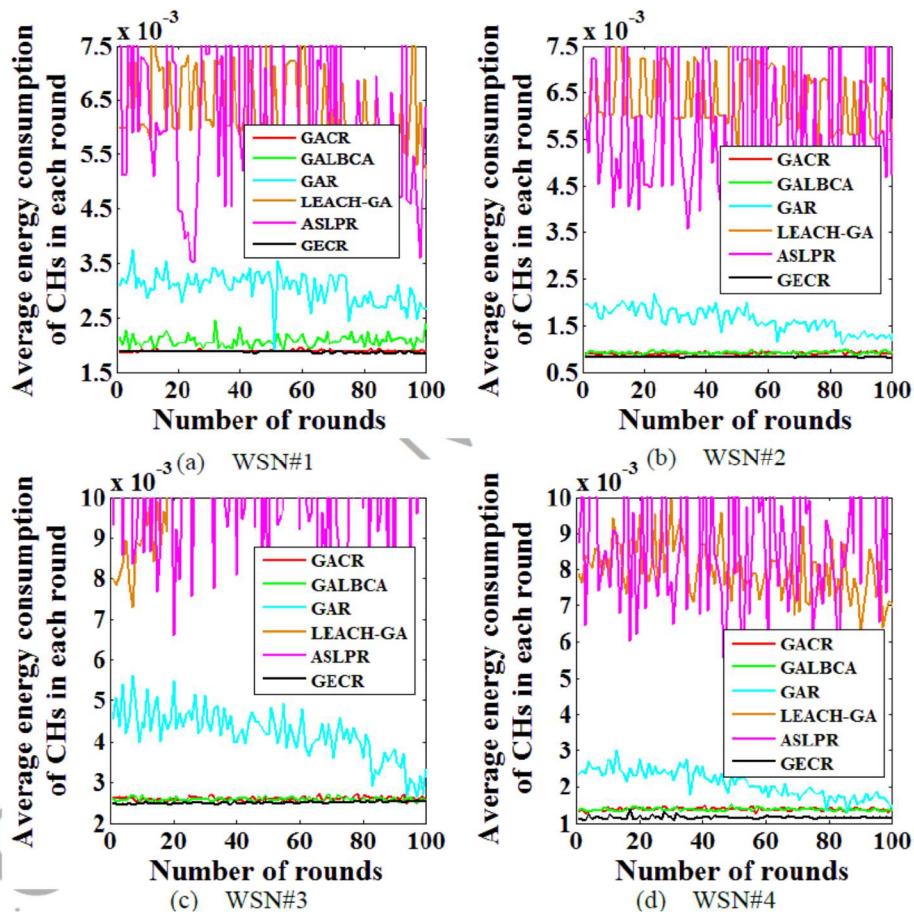 x 10⁻³
Average energy consumption
of CHs in each round
7.5
6.5
5.5
4.5
3.5
2.5
1.5
0 20 40 60 80 100
Number of rounds
GACR
GALBCA
GAR
LEACH-GA
ASLPR
GECR
(a) WSN#1
x 10⁻³
Average energy consumption
of CHs in each round
7.5
6.5
5.5
4.5
3.5
2.5
1.5
0.5
0 20 40 60 80 100
Number of rounds
GACR
GALBCA
GAR
LEACH-GA
ASLPR
GECR
(b) WSN#2
x 10⁻³
Average energy consumption
of CHs in each round
10
9
8
7
6
5
4
3
2
0 20 40 60 80 100
Number of rounds
GACR
GALBCA
GAR
LEACH-GA
ASLPR
GECR
(c) WSN#3
x 10⁻³
Average energy consumption
of CHs in each round
10
9
8
7
6
5
4
3
2
1
0 20 40 60 80 100
Number of rounds
GACR
GALBCA
GAR
LEACH-GA
ASLPR
GECR
(d) WSN#4